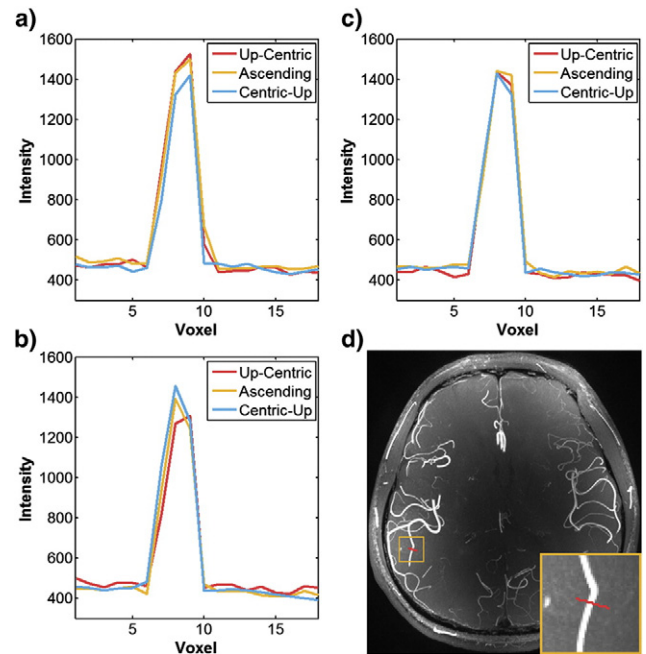 a)
1600
1400
1200
1000
800
600
400
Intensity
5
10
15
Voxel
Up-Centric
Ascending
Centric-Up
c)
1600
1400
1200
1000
800
600
400
Intensity
5
10
15
Voxel
Up-Centric
Ascending
Centric-Up
b)
1600
1400
1200
1000
800
600
400
Intensity
5
10
15
Voxel
Up-Centric
Ascending
Centric-Up
d)